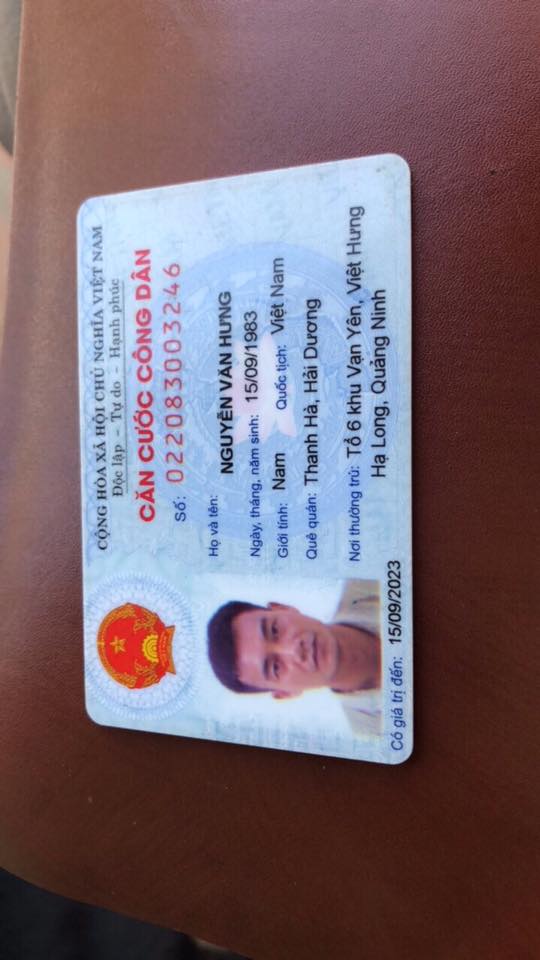 CỘNG HÒA XÃ HỘI CHỦ NGHĨA VIỆT NAM
Độc lập - Tự do - Hạnh phúc
CĂN CƯỚC CÔNG DÂN
Số: 022083003246
Họ và tên:
NGUYỄN VĂN HƯNG
Ngày, tháng, năm sinh: 15/09/1983
Giới tính: Nam Quốc tịch: Việt Nam
Quê quán: Thanh Hà, Hải Dương
Nơi thường trú: Tổ 6 khu Vạn Yên, Việt Hưng
Hạ Long, Quảng Ninh
Có giá trị đến: 15/09/2023